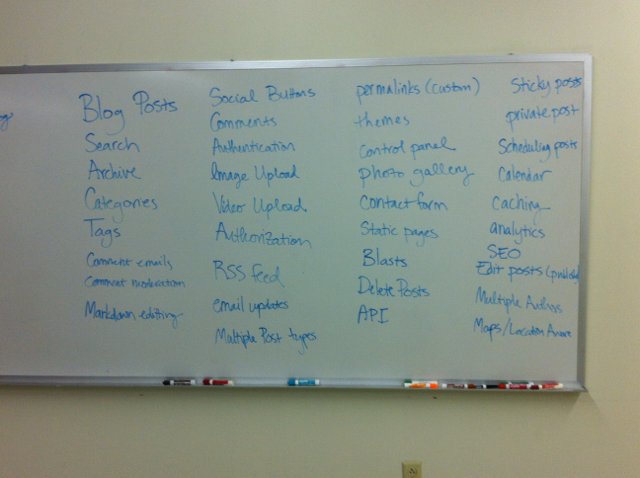 Blog Posts
Search
Archive
Categories
Tags
Comment emails
Comment moderation
Markdown editing
Social Buttons
Comments
Authentication
Image Upload
Video Upload
Authorization
RSS feed
email updates
Multiple Post types
permalinks (custom)
themes
control panel
photo gallery
contact form
Static pages
Blasts
Delete Posts
API
Sticky posts
private post
Scheduling posts
Calendar
caching
analytics
SEO
Edit posts
Multiple Authors
Maps/Location Aware